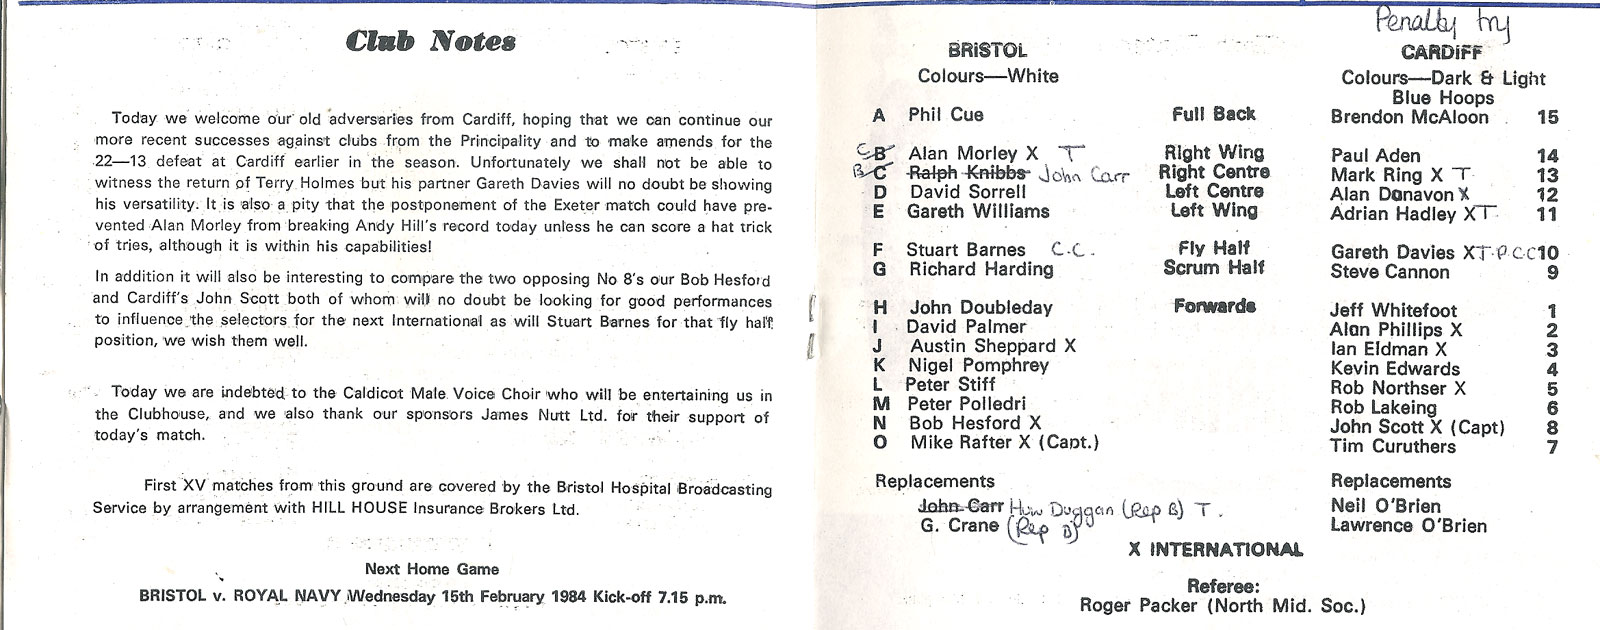 Club Notes
Today we welcome our old adversaries from Cardiff, hoping that we can continue our
more recent successes against clubs from the Principality and to make amends for the
22—13 defeat at Cardiff earlier in the season. Unfortunately we shall not be able to
witness the return of Terry Holmes but his partner Gareth Davies will no doubt be showing
his versatility. It is also a pity that the postponement of the Exeter match could have pre-
vented Alan Morley from breaking Andy Hill's record today unless he can score a hat trick
of tries, although it is within his capabilities!
In addition it will also be interesting to compare the two opposing No 8's our Bob Hesford
and Cardiff's John Scott both of whom will no doubt be looking for good performances
to influence the selectors for the next International as will Stuart Barnes for that fly half
position, we wish them well.
Today we are indebted to the Caldicot Male Voice Choir who will be entertaining us in
the Clubhouse, and we also thank our sponsors James Nutt Ltd. for their support of
today's match.
First XV matches from this ground are covered by the Bristol Hospital Broadcasting
Service by arrangement with HILL HOUSE Insurance Brokers Ltd.
Next Home Game
BRISTOL v. ROYAL NAVY Wednesday 15th February 1984 Kick-off 7.15 p.m.
Penalty try
BRISTOL CARDIFF
Colours—White Colours—Dark & Light
Blue Hoops
A Phil Cue Full Back Brendon McAloon 15
C B Alan Morley X T Right Wing Paul Aden 14
B C Ralph Knibbs John Carr Right Centre Mark Ring X T 13
D David Sorrell Left Centre Alan Donavon X 12
E Gareth Williams Left Wing Adrian Hadley X T 11
F Stuart Barnes C.C. Fly Half Gareth Davies X T.P.C.C 10
G Richard Harding Scrum Half Steve Cannon 9
H John Doubleday Forwards Jeff Whitefoot 1
I David Palmer Alan Phillips X 2
J Austin Sheppard X Ian Eldman X 3
K Nigel Pomphrey Kevin Edwards 4
L Peter Stiff Rob Northser X 5
M Peter Polledri Rob Lakeing 6
N Bob Hesford X John Scott X (Capt) 8
O Mike Rafter X (Capt.) Tim Curuthers 7
Replacements Replacements
John Carr Huw Duggan (Rep B) T. Neil O'Brien
G. Crane (Rep D) Lawrence O'Brien
X INTERNATIONAL
Referee:
Roger Packer (North Mid. Soc.)